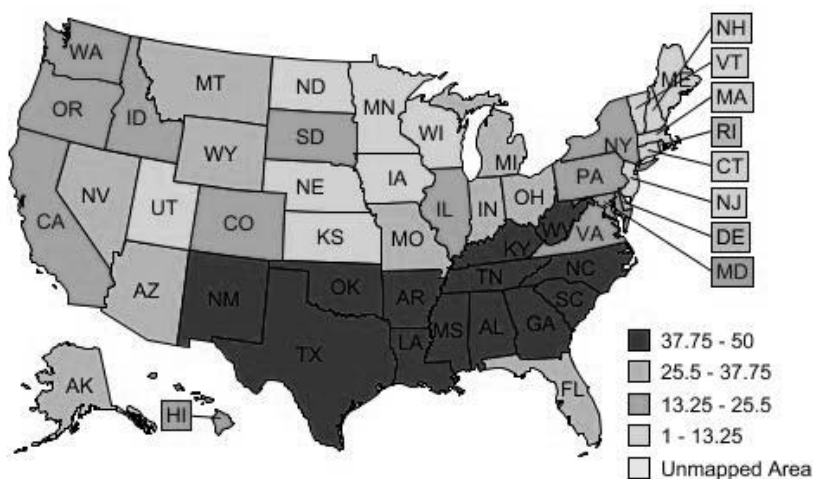 NH
WA
VT
ME
MT
ND
MN
MA
OR
ID
SD
WI
NY
RI
WY
MI
CT
IA
PA
NE
NV
OH
NJ
IL
IN
UT
CO
DE
CA
WV
VA
KS
MO
KY
MD
NC
TN
AZ
OK
NM
AR
SC
MS
AL
GA
LA
TX
37.75 - 50
AK
FL
25.5 - 37.75
HI
13.25 - 25.5
1 - 13.25
Unmapped Area